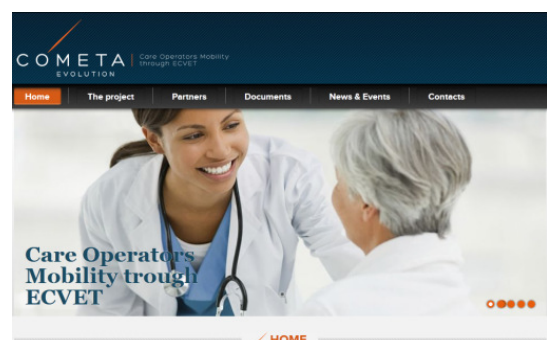 COMETA
EVOLUTION
Care Operators Mobility
through ECVET
Home The project Partners Documents News & Events Contacts
Care Operators
Mobility trough
ECVET
HOME